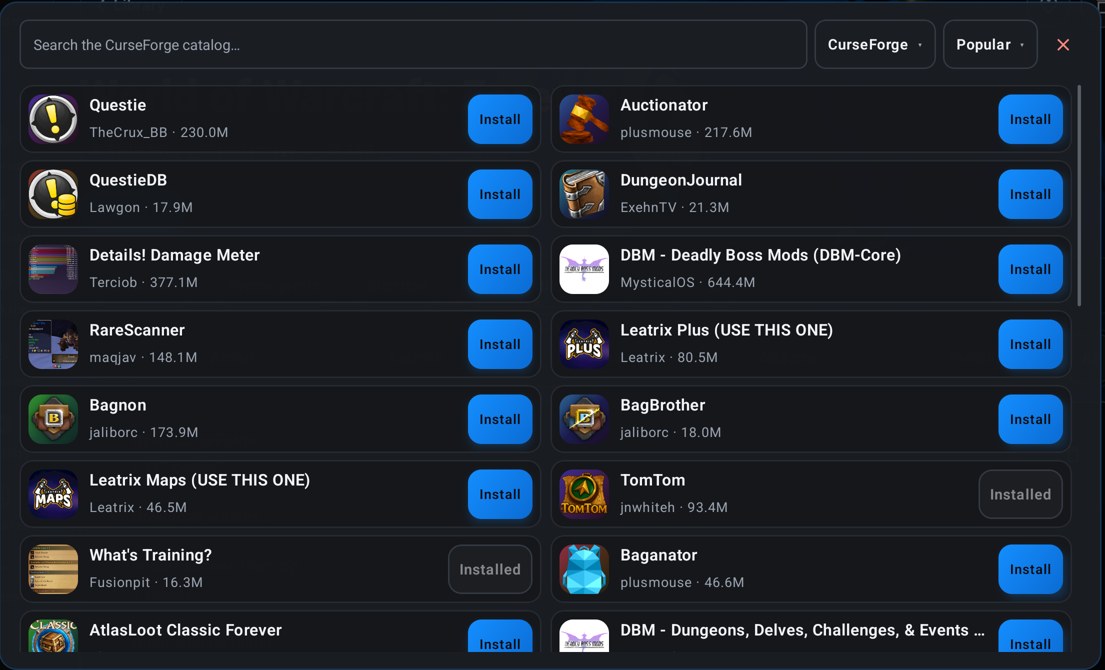 Search the CurseForge catalog...
CurseForge
Popular
Questie
TheCrux_BB · 230.0M
Install
Auctionator
plusmouse · 217.6M
Install
QuestieDB
Lawgon · 17.9M
Install
DungeonJournal
ExehnTV · 21.3M
Install
Details! Damage Meter
Terciob · 377.1M
Install
DBM - Deadly Boss Mods (DBM-Core)
MysticalOS · 644.4M
Install
RareScanner
maqjav · 148.1M
Install
PLUS
Leatrix Plus (USE THIS ONE)
Leatrix · 80.5M
Install
B
Bagnon
jaliborc · 173.9M
Install
BagBrother
jaliborc · 18.0M
Install
MAPS
Leatrix Maps (USE THIS ONE)
Leatrix · 46.5M
Install
TOMTOM
TomTom
jnwhiteh · 93.4M
Installed
What's Training?
Fusionpit · 16.3M
Installed
Baganator
plusmouse · 46.6M
Install
CLASSIC
AtlasLoot Classic Forever
Install
DBM - Dungeons, Delves, Challenges, & Events ...
Install